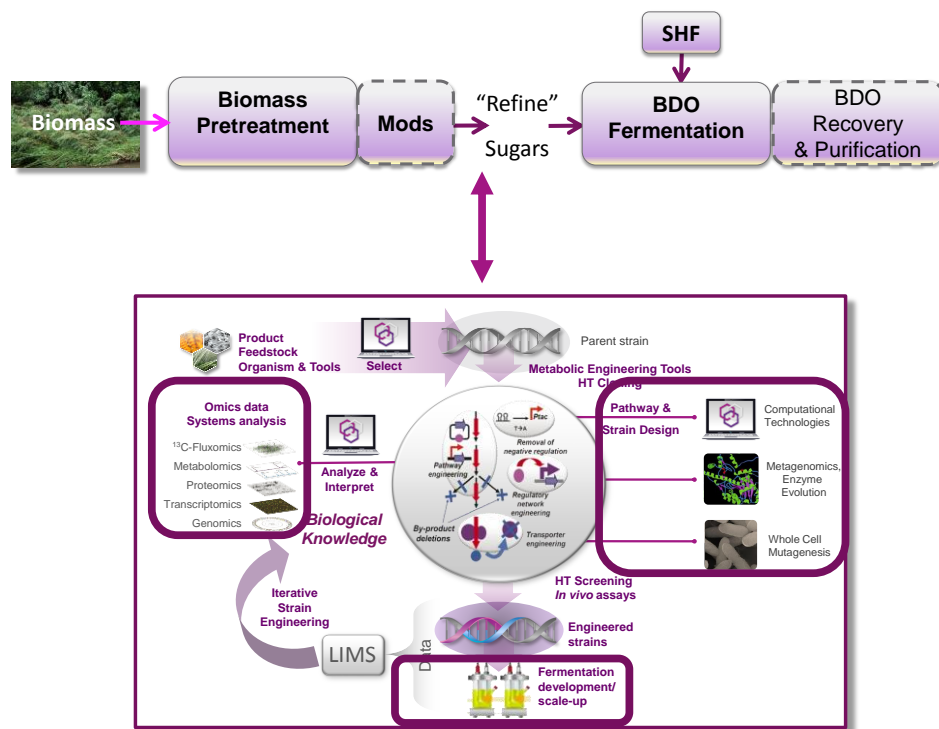 SHF
Biomass
Biomass
Pretreatment
Mods
“Refine”
Sugars
BDO
Fermentation
BDO
Recovery
& Purification
Product
Feedstock
Organism & Tools
Select
Parent strain
Metabolic Engineering Tools
HT Cloning
Omics data
Systems analysis
¹³C-Fluxomics
Metabolomics
Proteomics
Transcriptomics
Genomics
Analyze &
Interpret
Biological
Knowledge
Pathway
engineering
Ptac
T→A
Removal of
negative regulation
Regulatory
network
engineering
By-product
deletions
Transporter
engineering
Pathway &
Strain Design
Computational
Technologies
Metagenomics,
Enzyme
Evolution
Whole Cell
Mutagenesis
HT Screening
In vivo assays
Iterative
Strain
Engineering
LIMS
Data
Engineered
strains
Fermentation
development/
scale-up